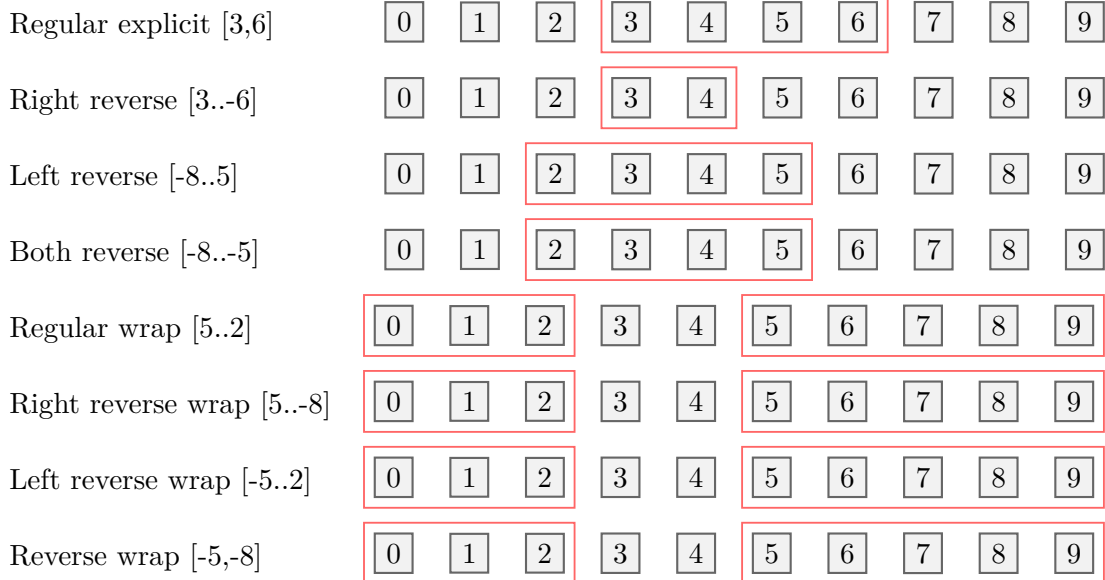 Regular explicit [3,6] 0 1 2 3 4 5 6 7 8 9
Right reverse [3..-6] 0 1 2 3 4 5 6 7 8 9
Left reverse [-8..5] 0 1 2 3 4 5 6 7 8 9
Both reverse [-8..-5] 0 1 2 3 4 5 6 7 8 9
Regular wrap [5..2] 0 1 2 3 4 5 6 7 8 9
Right reverse wrap [5..-8] 0 1 2 3 4 5 6 7 8 9
Left reverse wrap [-5..2] 0 1 2 3 4 5 6 7 8 9
Reverse wrap [-5,-8] 0 1 2 3 4 5 6 7 8 9